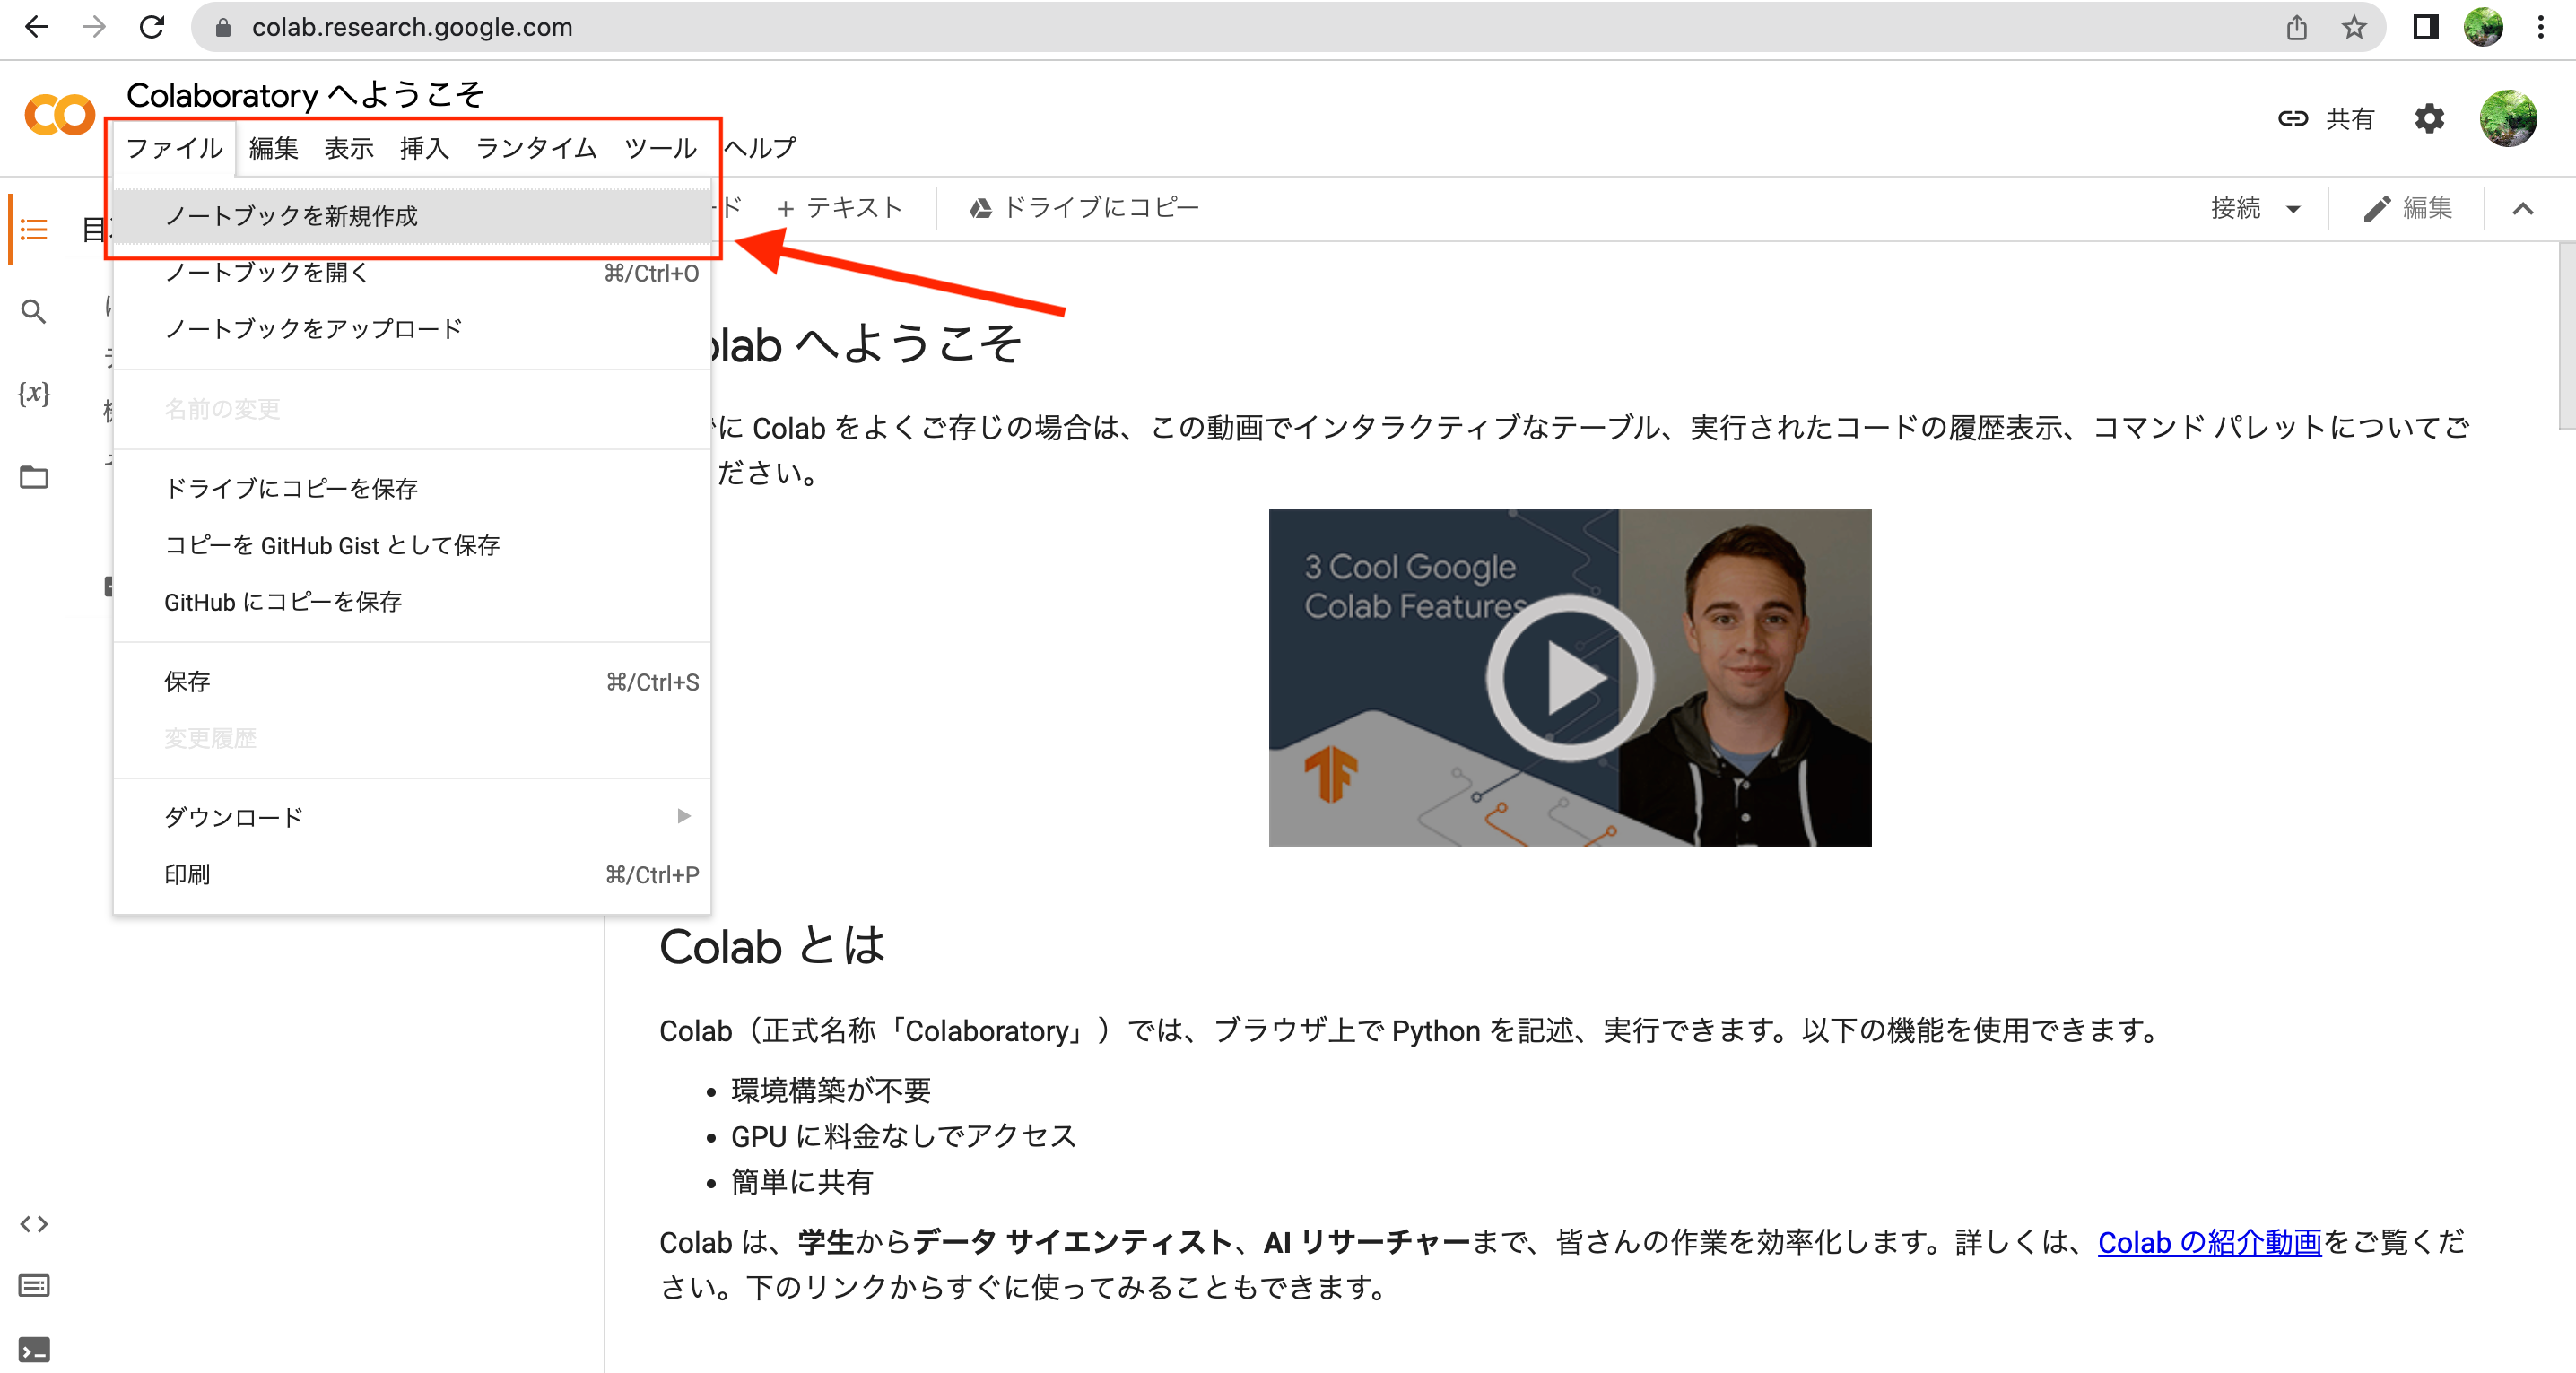 colab.research.google.com
Colaboratory へようこそ
ファイル 編集 表示 挿入 ランタイム ツール ヘルプ
共有
ノートブックを新規作成
+ テキスト
ドライブにコピー
接続
編集
ノートブックを開く ⌘/Ctrl+O
ノートブックをアップロード
名前の変更
ドライブにコピーを保存
コピーを GitHub Gist として保存
GitHub にコピーを保存
保存 ⌘/Ctrl+S
変更履歴
ダウンロード
印刷 ⌘/Ctrl+P
{x}
olab へようこそ
に Colab をよくご存じの場合は、この動画でインタラクティブなテーブル、実行されたコードの履歴表示、コマンド パレットについてご
ださい。
3 Cool Google
Colab Features
Colab とは
Colab（正式名称「Colaboratory」）では、ブラウザ上で Python を記述、実行できます。以下の機能を使用できます。
• 環境構築が不要
• GPU に料金なしでアクセス
• 簡単に共有
Colab は、学生からデータ サイエンティスト、AI リサーチャーまで、皆さんの作業を効率化します。詳しくは、Colab の紹介動画をご覧くだ
さい。下のリンクからすぐに使ってみることもできます。